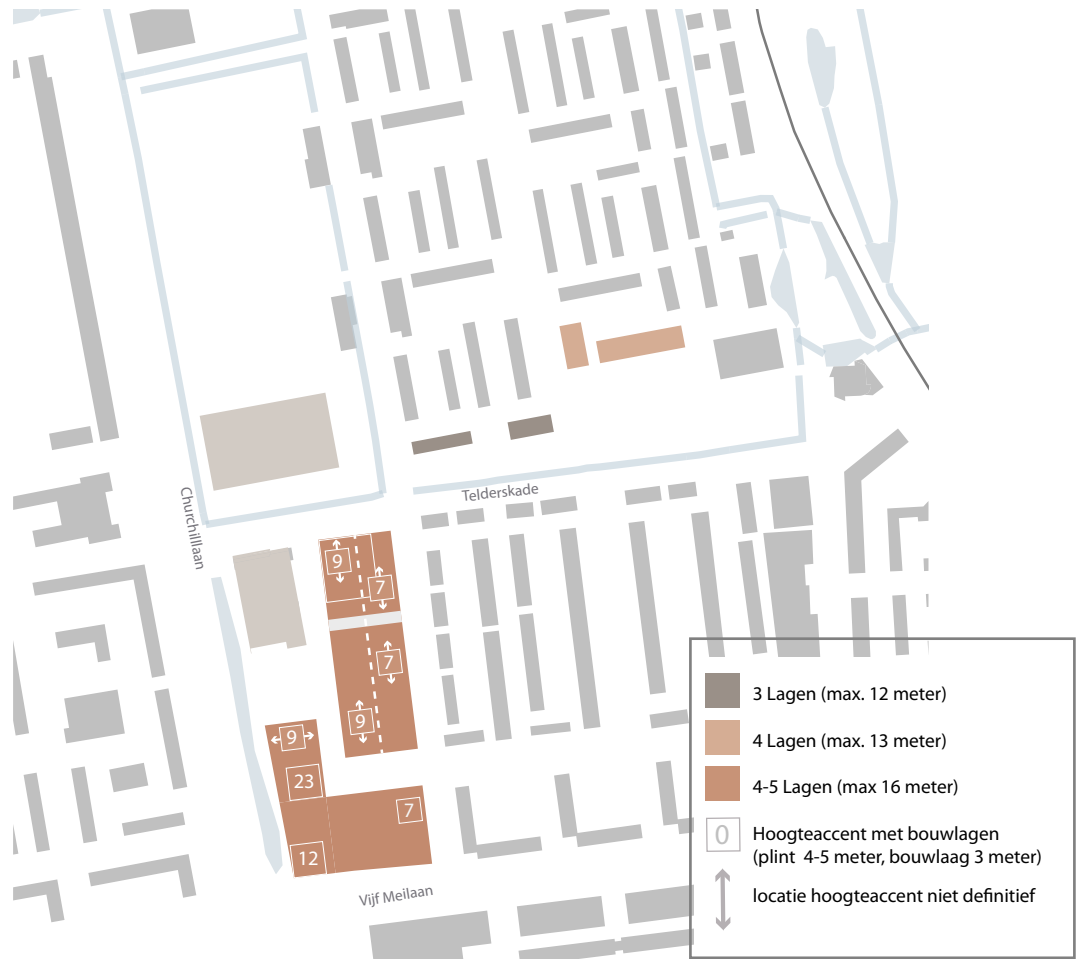 Churchilllaan
Telderskade
9
7
7
9
9
23
7
12
Vijf Meilaan
3 Lagen (max. 12 meter)
4 Lagen (max. 13 meter)
4-5 Lagen (max 16 meter)
0 Hoogteaccent met bouwlagen
(plint 4-5 meter, bouwlaag 3 meter)
locatie hoogteaccent niet definitief